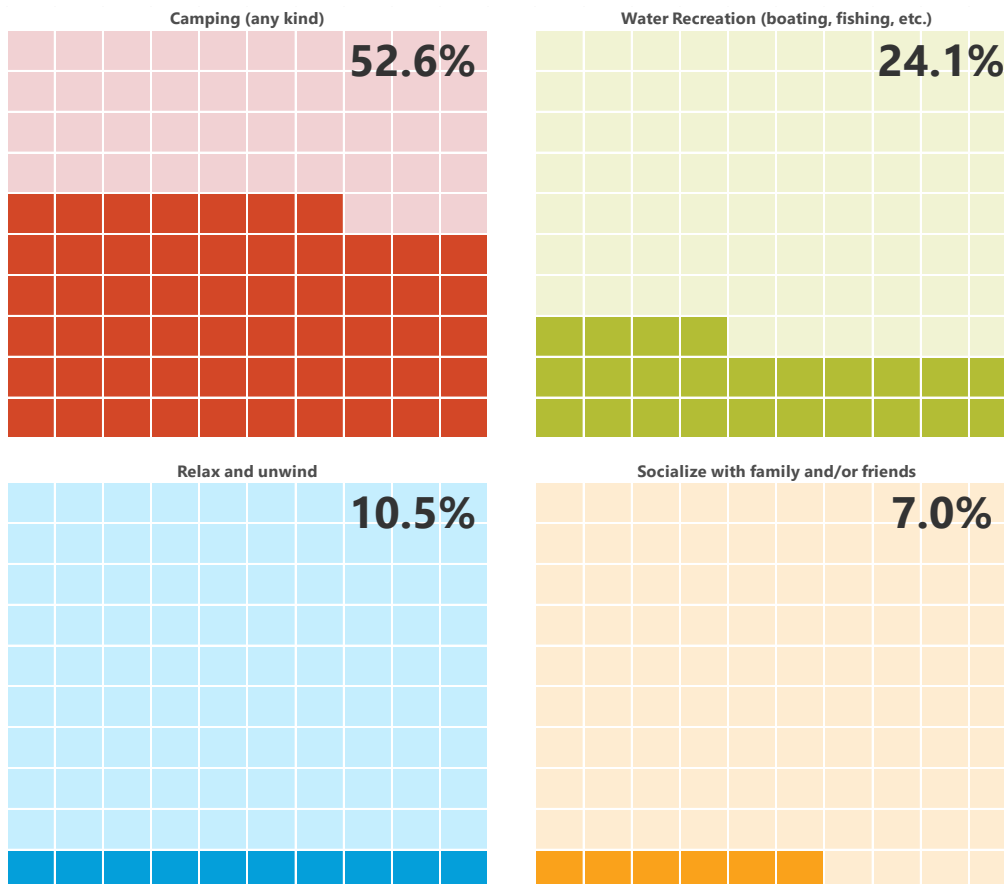 Camping (any kind)
52.6%
Water Recreation (boating, fishing, etc.)
24.1%
Relax and unwind
10.5%
Socialize with family and/or friends
7.0%